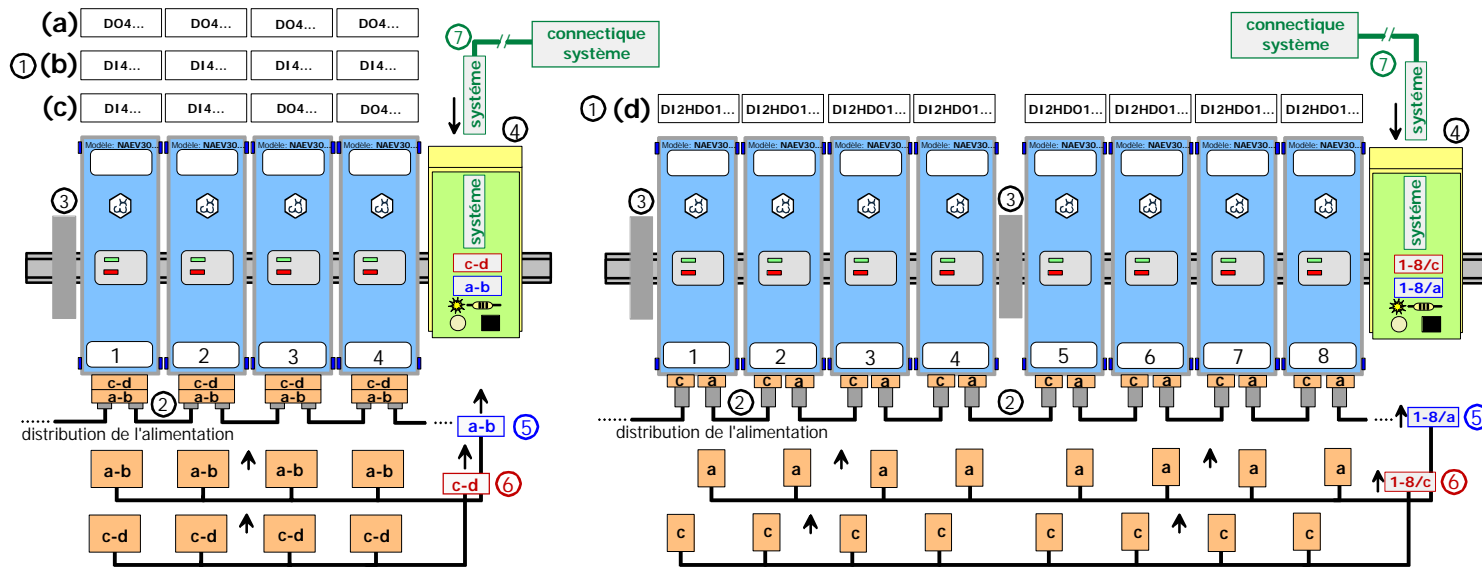 (a) DO4... DO4... DO4... DO4...
① (b) DI4... DI4... DI4... DI4...
(c) DI4... DI4... DO4... DO4...
⑦
connectique
système
systéme
④
Modèle: NAEV30... Modèle: NAEV30... Modèle: NAEV30... Modèle: NAEV30...
③
systéme
c-d
a-b
1 2 3 4
c-d c-d c-d c-d
a-b a-b a-b a-b
②
distribution de l'alimentation
a-b ⑤
a-b a-b a-b a-b
c-d ⑥
c-d c-d c-d c-d
connectique
système
⑦
systéme
① (d) DI2HDO1... DI2HDO1... DI2HDO1... DI2HDO1... DI2HDO1... DI2HDO1... DI2HDO1... DI2HDO1...
④
Modèle: NAEV30... Modèle: NAEV30... Modèle: NAEV30... Modèle: NAEV30... Modèle: NAEV30... Modèle: NAEV30... Modèle: NAEV30... Modèle: NAEV30...
③ ③
systéme
1-8/c
1-8/a
1 2 3 4 5 6 7 8
c a c a c a c a c a c a c a c a
② ②
distribution de l'alimentation
1-8/a ⑤
a a a a a a a a
1-8/c ⑥
c c c c c c c c